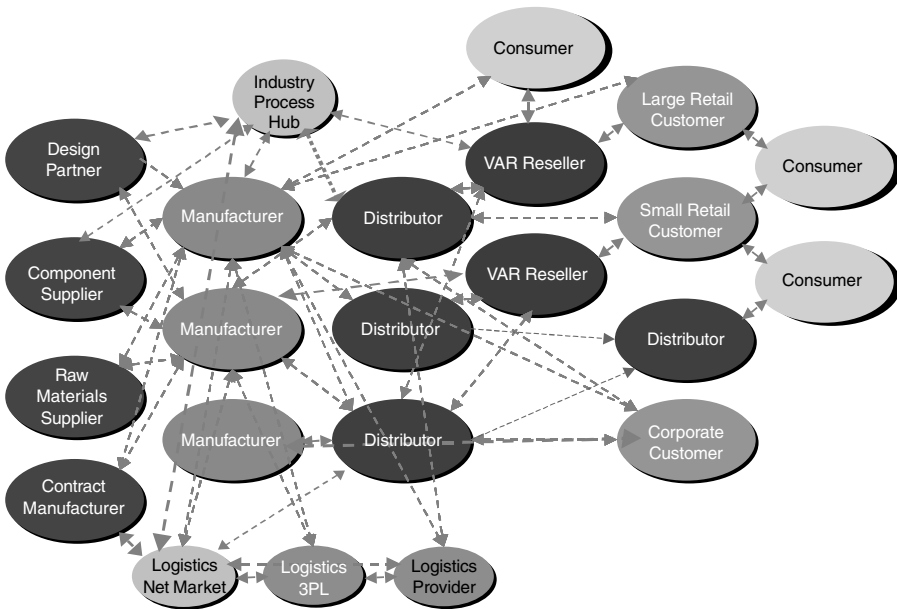 Consumer
Industry
Process
Hub
Large Retail
Customer
Design
Partner
VAR Reseller
Consumer
Manufacturer
Distributor
Small Retail
Customer
Component
Supplier
VAR Reseller
Consumer
Manufacturer
Distributor
Distributor
Raw
Materials
Supplier
Manufacturer
Distributor
Corporate
Customer
Contract
Manufacturer
Logistics
Net Market
Logistics
3PL
Logistics
Provider